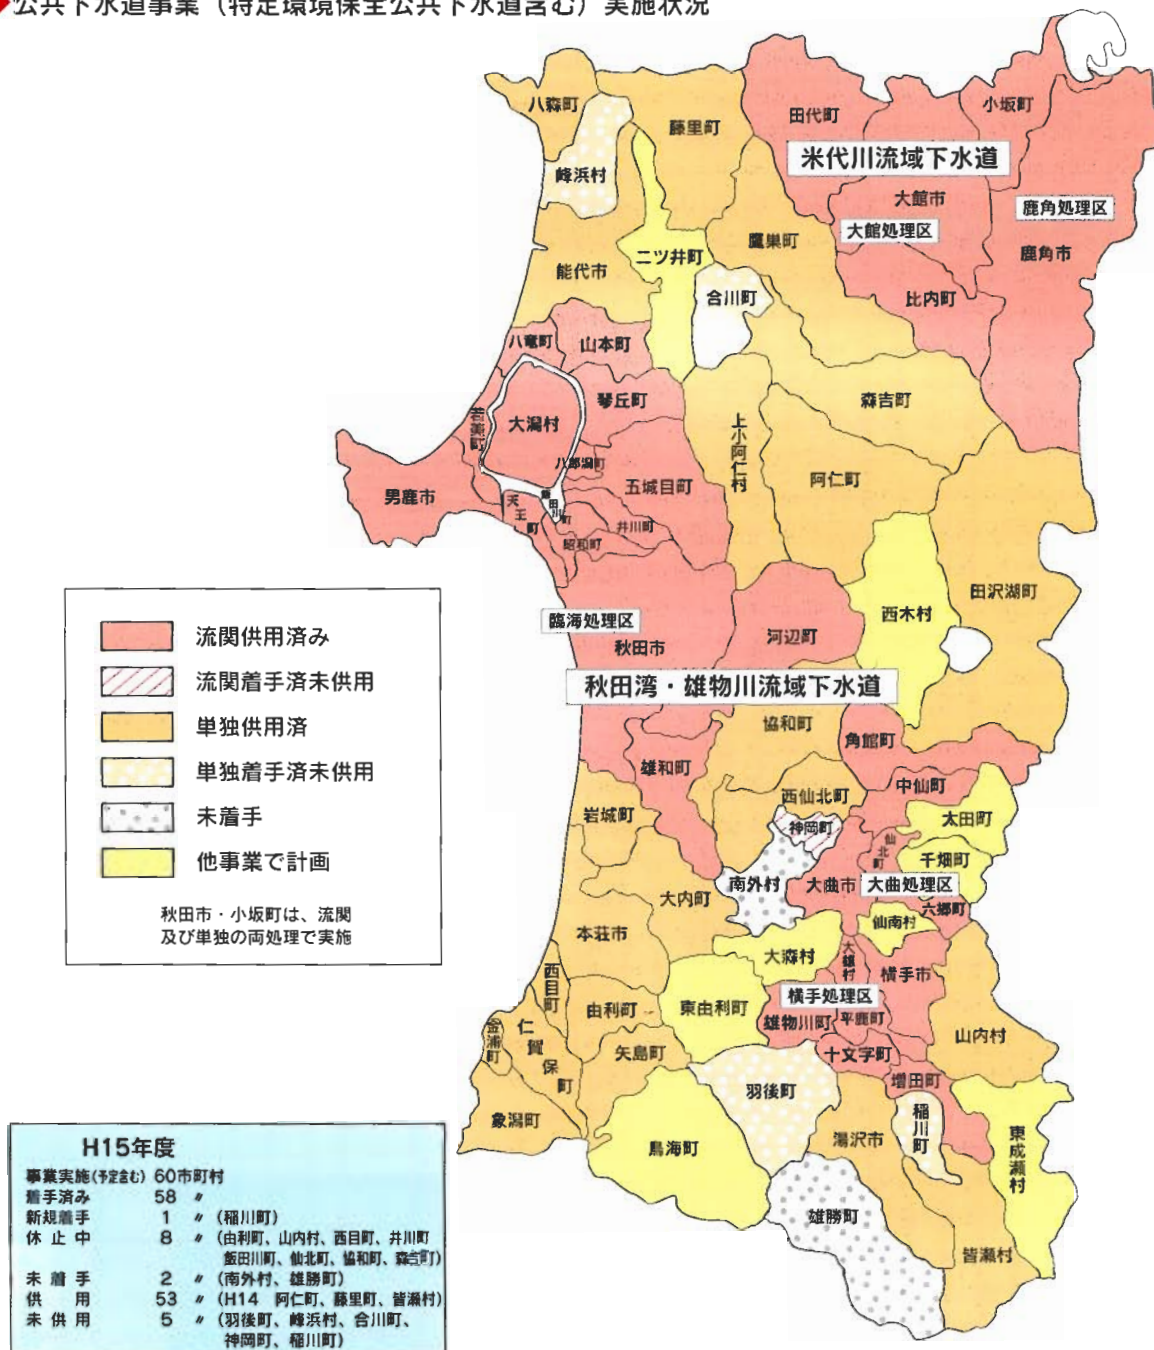 公共下水道事業（特定環境保全公共下水道含む）実施状況
八森町
藤里町
田代町
小坂町
峰浜村
米代川流域下水道
大館市
鹿角処理区
大館処理区
鷹巣町
二ツ井町
鹿角市
能代市
合川町
比内町
八竜町
山本町
琴丘町
森吉町
若美町
大潟村
上小阿仁村
八郎潟町
阿仁町
五城目町
男鹿市
天王町
飯田川町
井川町
昭和町
田沢湖町
西木村
臨海処理区
秋田市
河辺町
秋田湾・雄物川流域下水道
協和町
角館町
雄和町
中仙町
西仙北町
岩城町
太田町
神岡町
仙北町
千畑町
南外村
大曲市
大曲処理区
大内町
六郷町
仙南村
本荘市
大森村
大雄村
横手市
西目町
横手処理区
由利町
東由利町
雄物川町
平鹿町
金浦町
仁賀保町
山内村
矢島町
十文字町
増田町
羽後町
象潟町
稲川町
湯沢市
鳥海町
東成瀬村
雄勝町
皆瀬村
流関供用済み
流関着手済未供用
単独供用済
単独着手済未供用
未着手
他事業で計画
秋田市・小坂町は、流関
及び単独の両処理で実施
H15年度
事業実施(予定含む) 60市町村
着手済み 58 〃
新規着手 1 〃 (稲川町)
休止中 8 〃 (由利町、山内村、西目町、井川町
飯田川町、仙北町、協和町、森吉町)
未着手 2 〃 (南外村、雄勝町)
供用 53 〃 (H14 阿仁町、藤里町、皆瀬村)
未供用 5 〃 (羽後町、峰浜村、合川町、
神岡町、稲川町)